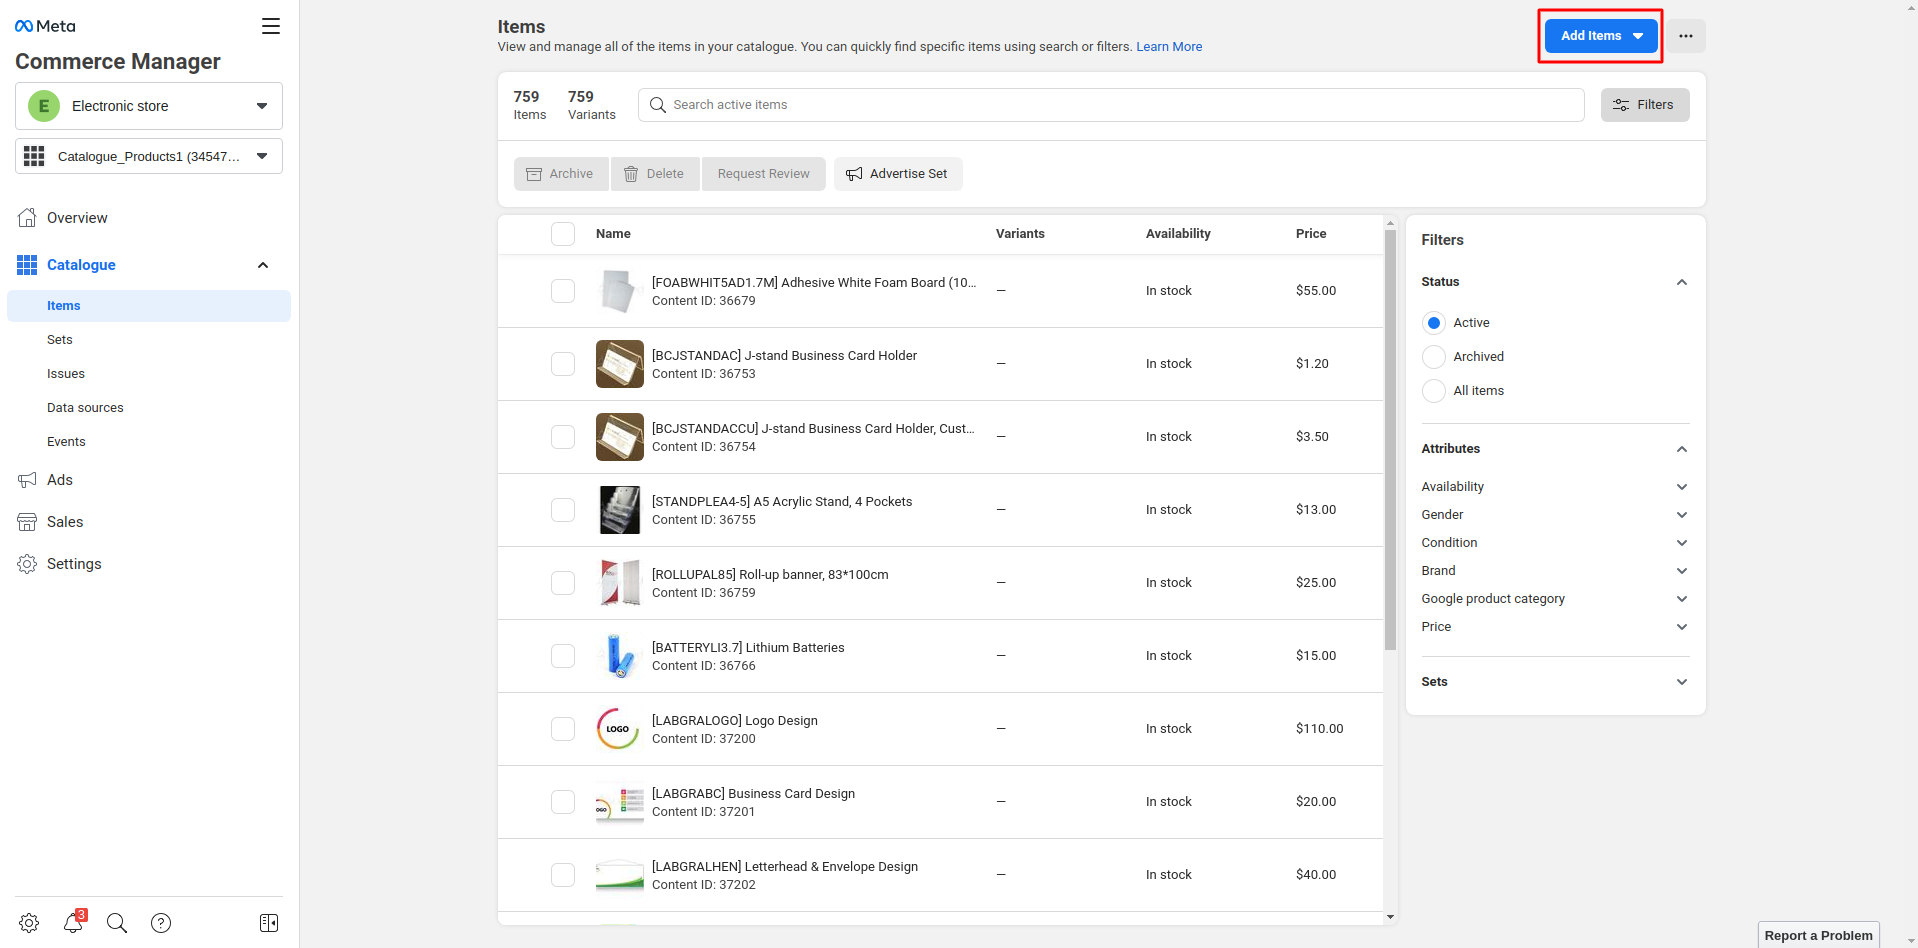 Meta
Commerce Manager
E Electronic store
Catalogue_Products1 (34547...
Overview
Catalogue
Items
Sets
Issues
Data sources
Events
Ads
Sales
Settings
3
Items
View and manage all of the items in your catalogue. You can quickly find specific items using search or filters. Learn More
Add Items
759 Items
759 Variants
Search active items
Filters
Archive
Delete
Request Review
Advertise Set
Name Variants Availability Price
[FOABWHIT5AD1.7M] Adhesive White Foam Board (10...
Content ID: 36679
— In stock $55.00
[BCJSTANDAC] J-stand Business Card Holder
Content ID: 36753
— In stock $1.20
[BCJSTANDACCU] J-stand Business Card Holder, Cust...
Content ID: 36754
— In stock $3.50
[STANDPLEA4-5] A5 Acrylic Stand, 4 Pockets
Content ID: 36755
— In stock $13.00
[ROLLUPAL85] Roll-up banner, 83*100cm
Content ID: 36759
— In stock $25.00
[BATTERYLI3.7] Lithium Batteries
Content ID: 36766
— In stock $15.00
LOGO
[LABGRALOGO] Logo Design
Content ID: 37200
— In stock $110.00
[LABGRABC] Business Card Design
Content ID: 37201
— In stock $20.00
[LABGRALHEN] Letterhead & Envelope Design
Content ID: 37202
— In stock $40.00
Filters
Status
Active
Archived
All items
Attributes
Availability
Gender
Condition
Brand
Google product category
Price
Sets
Report a Problem